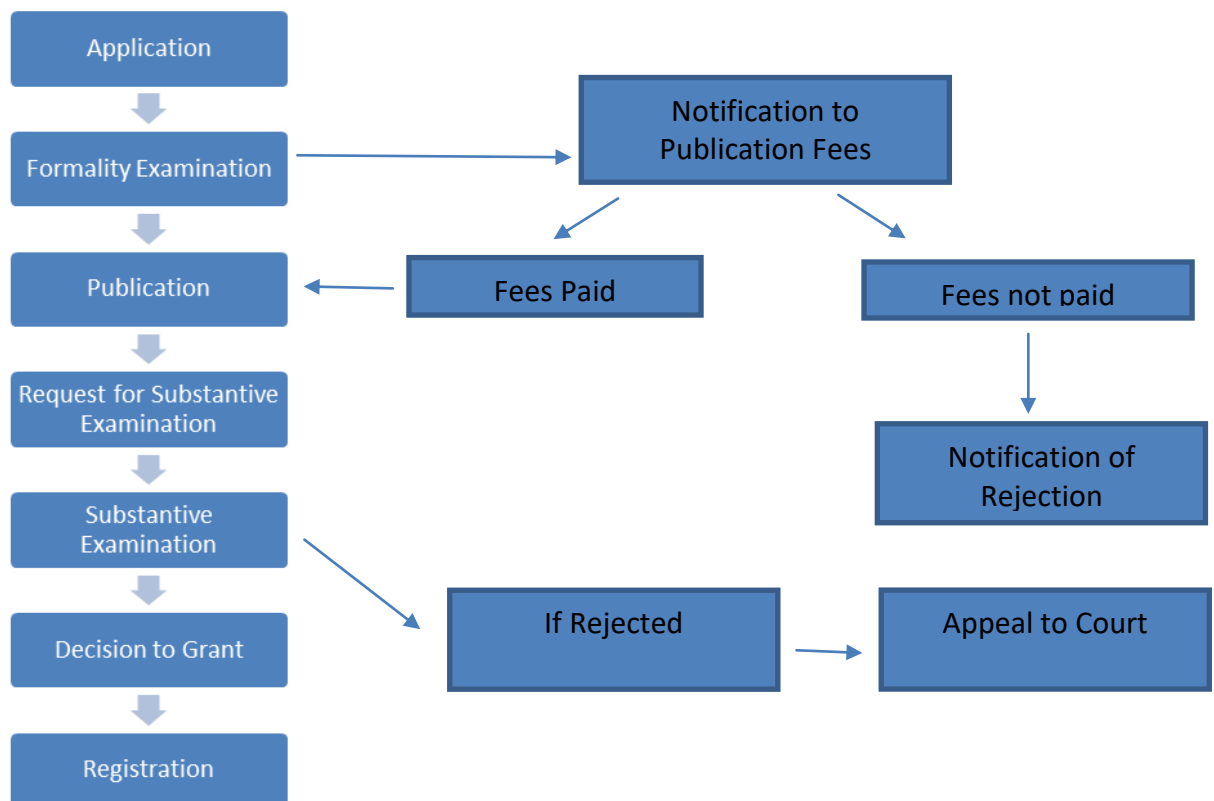 Application
Notification to
Publication Fees
Formality Examination
Publication
Fees Paid
Fees not paid
Request for Substantive
Examination
Notification of
Rejection
Substantive
Examination
If Rejected
Appeal to Court
Decision to Grant
Registration